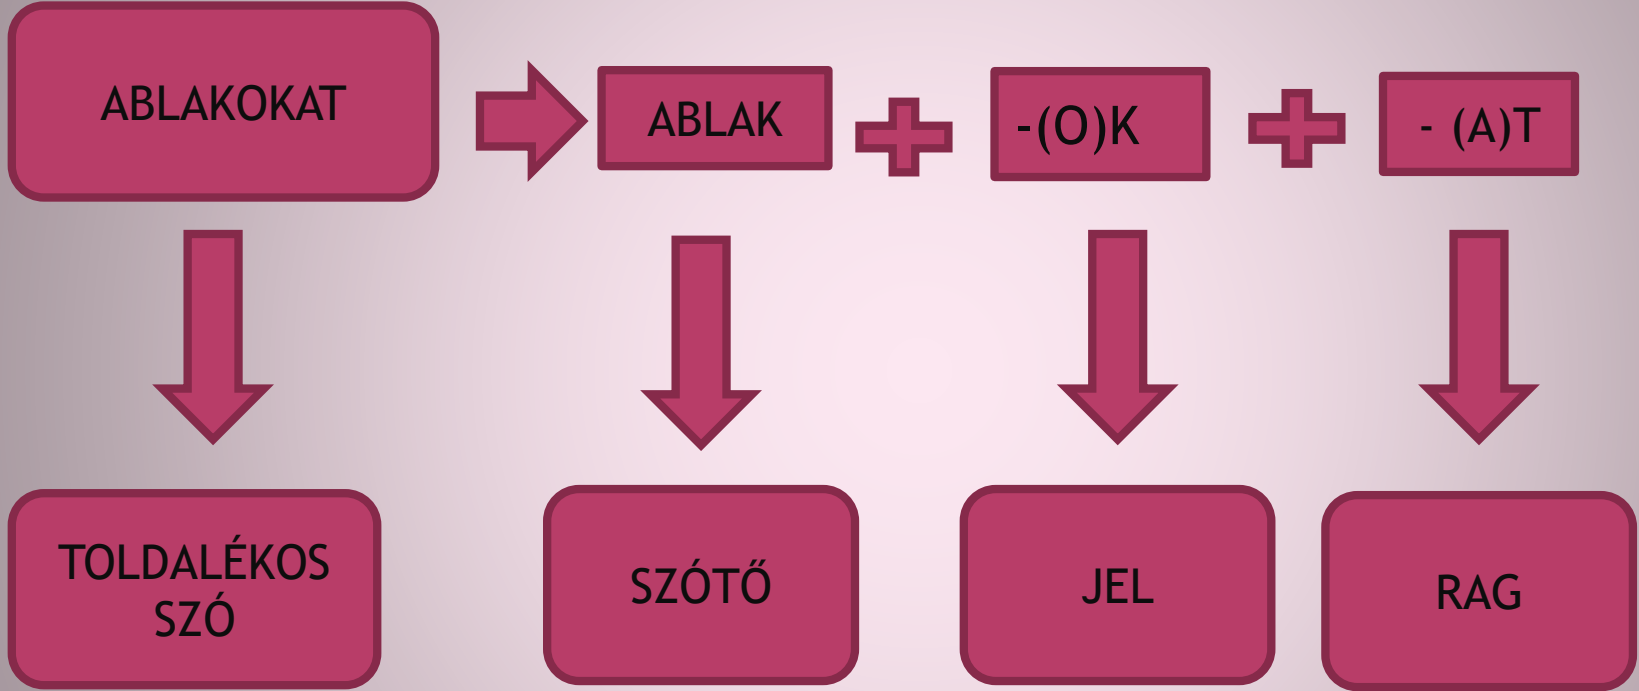 ABLAKOKAT
ABLAK
-(O)K
- (A)T
TOLDALÉKOS
SZÓ
SZÓTŐ
JEL
RAG